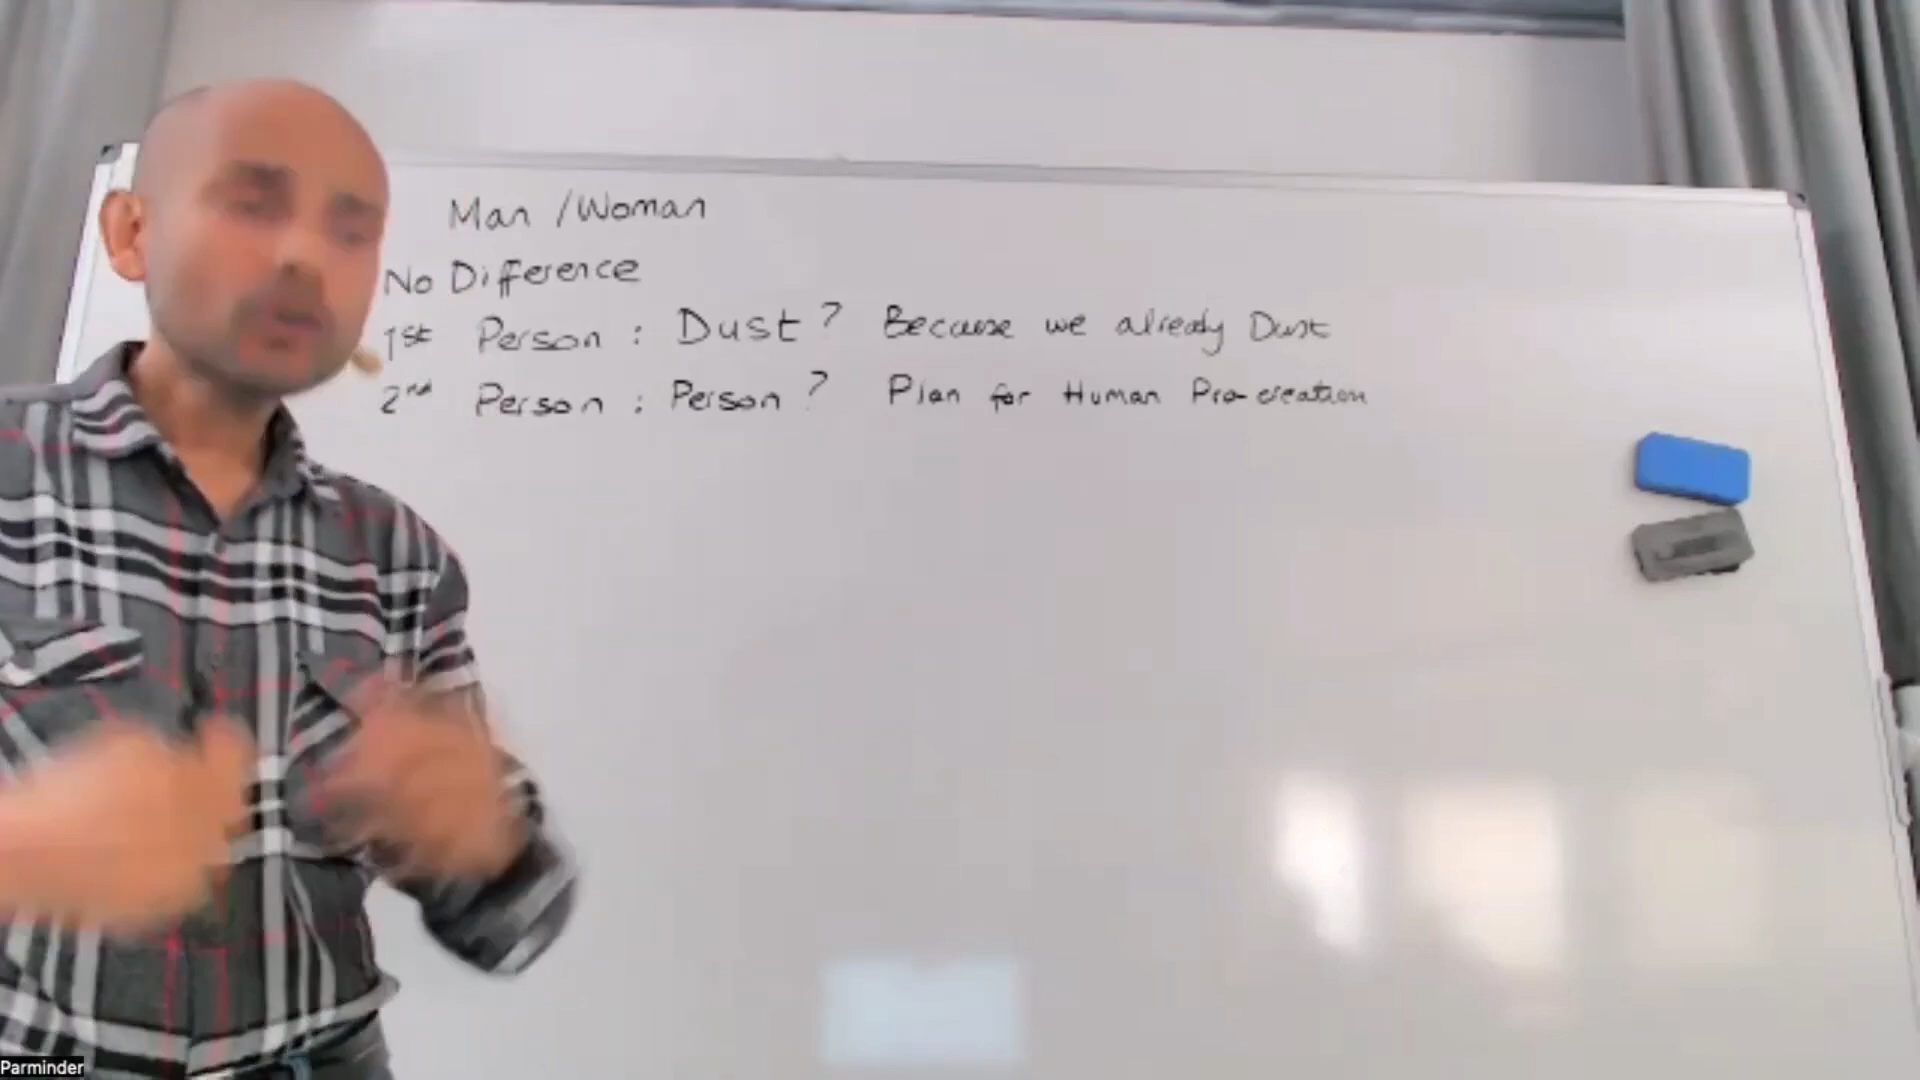 Man / Woman
No Difference
1st Person : Dust ? Because we already Dust
2nd Person : Person ? Plan for Human Pro-creation
Parminder